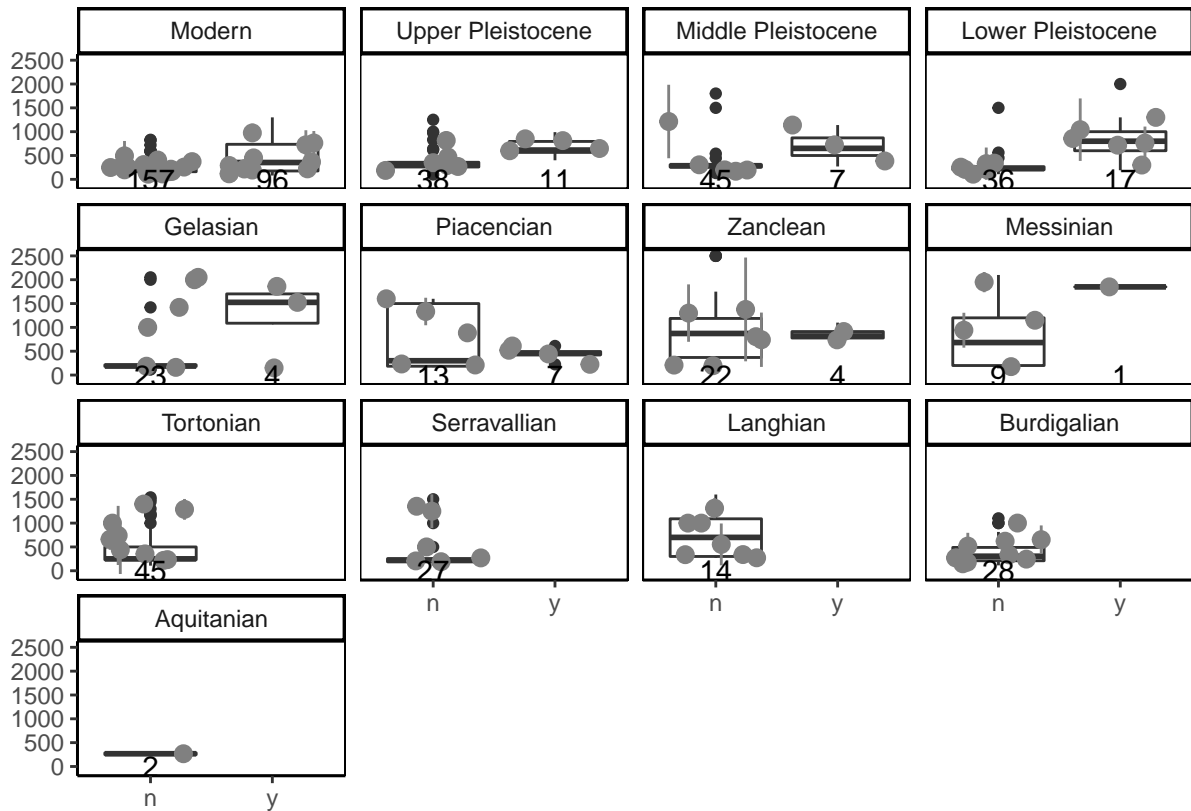 Modern Upper Pleistocene Middle Pleistocene Lower Pleistocene
2500
2000
1500
1000
500
0
157 96 38 11 45 7 36 17
Gelasian Piacencian Zanclean Messinian
2500
2000
1500
1000
500
0
23 4 13 7 22 4 9 1
Tortonian Serravallian Langhian Burdigalian
2500
2000
1500
1000
500
0
45 27 14 28
n y n y n y
Aquitanian
2500
2000
1500
1000
500
0
2
n y